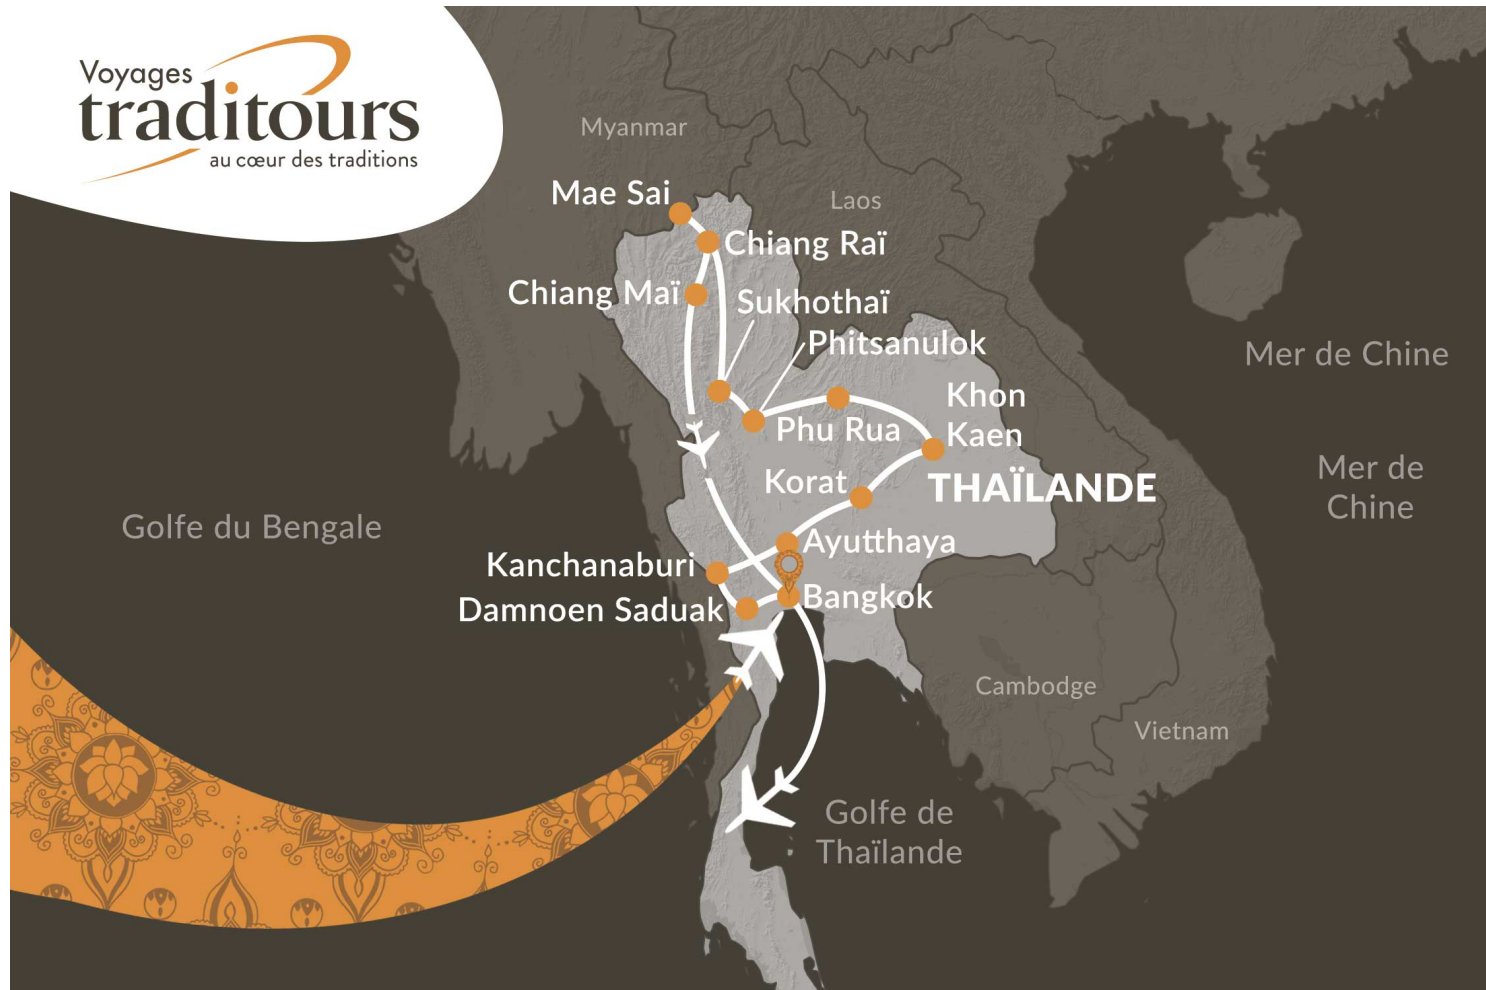 Voyages
traditours
au cœur des traditions
Myanmar
Mae Sai
Laos
Chiang Raï
Chiang Maï
Sukhothaï
Phitsanulok
Mer de Chine
Khon
Kaen
Phu Rua
Korat
THAÏLANDE
Mer de
Chine
Golfe du Bengale
Ayutthaya
Kanchanaburi
Bangkok
Damnoen Saduak
Cambodge
Vietnam
Golfe de
Thaïlande